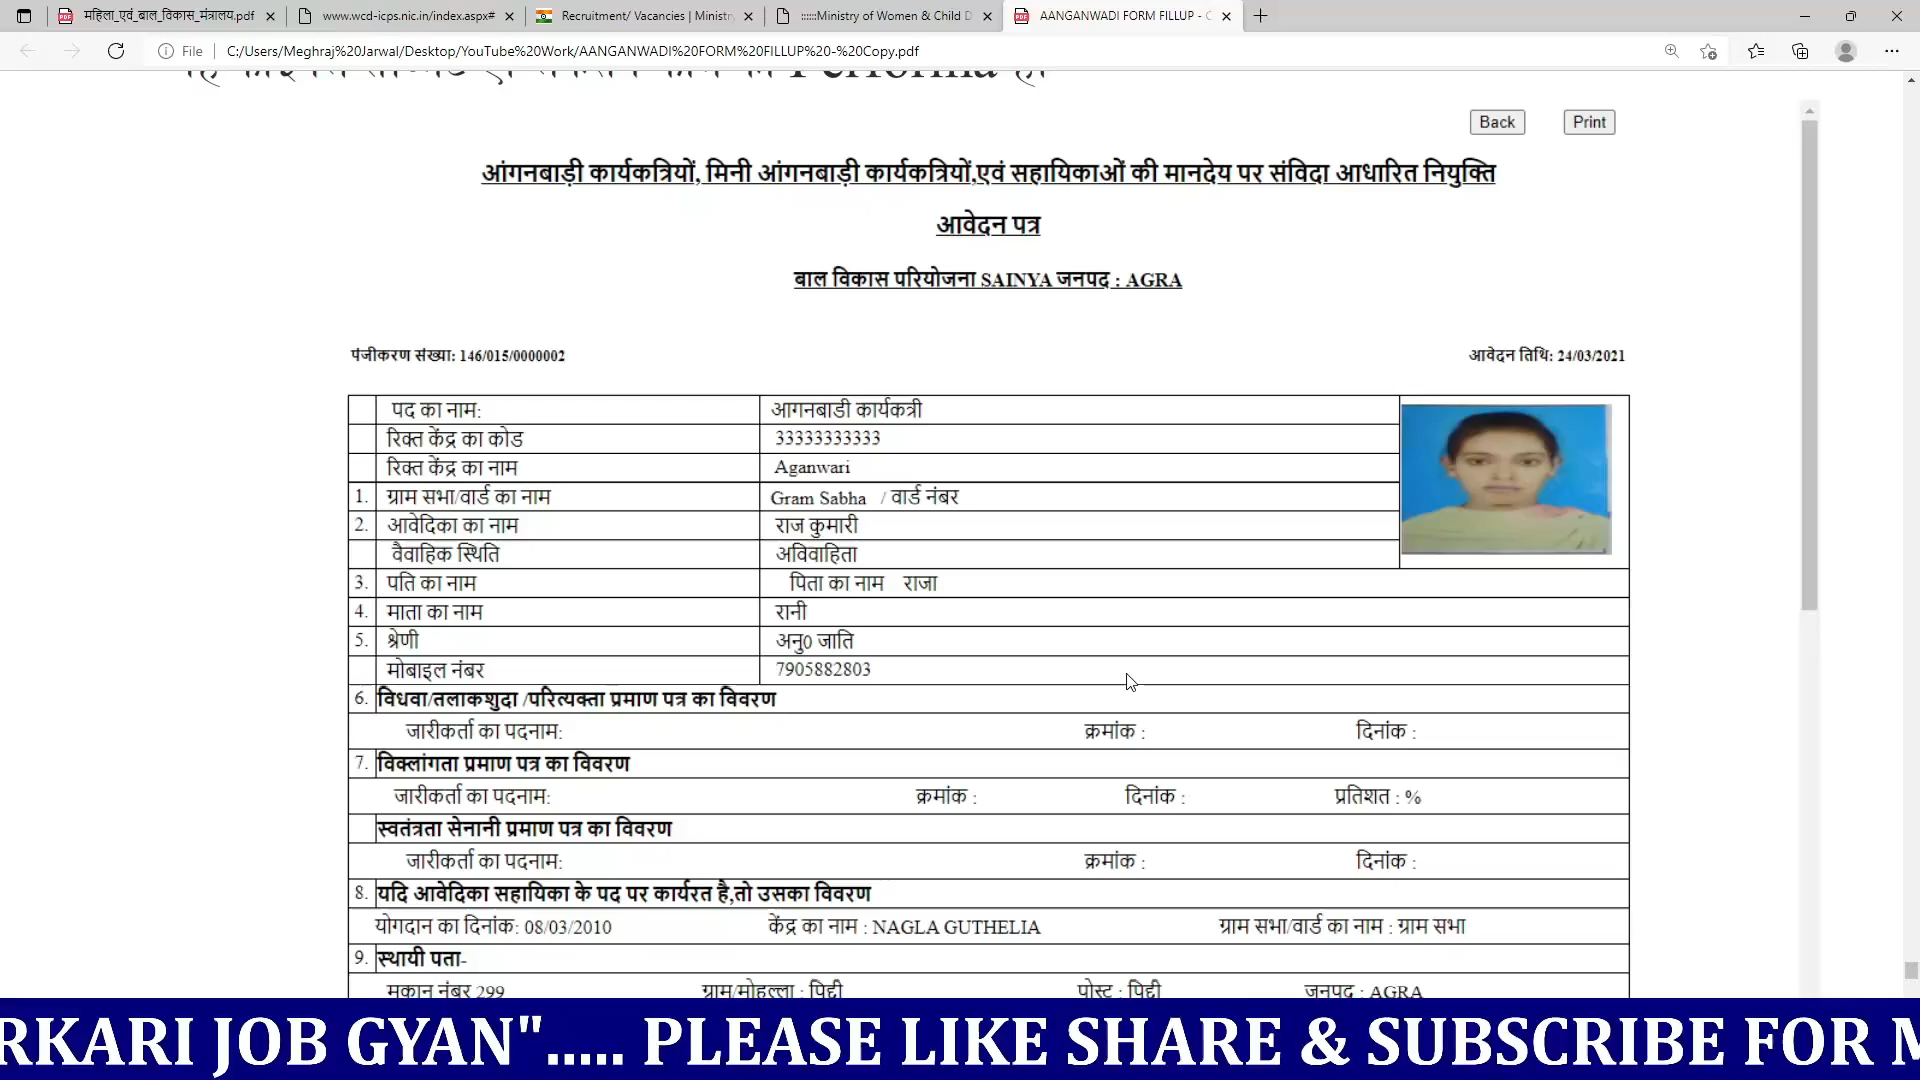 महिला_एवं_बाल_विकास_मंत्रालय.pdf
www.wcd-icps.nic.in/index.aspx#
Recruitment/ Vacancies | Ministr
::::::Ministry of Women & Child D
AANGANWADI FORM FILLUP - C
File C:/Users/Meghraj%20Jarwal/Desktop/YouTube%20Work/AANGANWADI%20FORM%20FILLUP%20-%20Copy.pdf
Back Print
आंगनबाड़ी कार्यकत्रियों, मिनी आंगनबाड़ी कार्यकत्रियों,एवं सहायिकाओं की मानदेय पर संविदा आधारित नियुक्ति
आवेदन पत्र
बाल विकास परियोजना SAINYA जनपद : AGRA
पंजीकरण संख्या: 146/015/0000002 आवेदन तिथि: 24/03/2021
पद का नाम: आगनबाडी कार्यकत्री
रिक्त केंद्र का कोड 33333333333
रिक्त केंद्र का नाम Aganwari
1. ग्राम सभा/वार्ड का नाम Gram Sabha / वार्ड नंबर
2. आवेदिका का नाम राज कुमारी
वैवाहिक स्थिति अविवाहिता
3. पति का नाम पिता का नाम राजा
4. माता का नाम रानी
5. श्रेणी अनु0 जाति
मोबाइल नंबर 7905882803
6. विधवा/तलाकशुदा /परित्यक्ता प्रमाण पत्र का विवरण
जारीकर्ता का पदनाम: क्रमांक : दिनांक :
7. विक्लांगता प्रमाण पत्र का विवरण
जारीकर्ता का पदनाम: क्रमांक : दिनांक : प्रतिशत : %
स्वतंत्रता सेनानी प्रमाण पत्र का विवरण
जारीकर्ता का पदनाम: क्रमांक : दिनांक :
8. यदि आवेदिका सहायिका के पद पर कार्यरत है,तो उसका विवरण
योगदान का दिनांक: 08/03/2010 केंद्र का नाम : NAGLA GUTHELIA ग्राम सभा/वार्ड का नाम : ग्राम सभा
9. स्थायी पता-
मकान नंबर 299 ग्राम/मोहल्ला : पिद्दी पोस्ट : पिद्दी जनपद : AGRA
RKARI JOB GYAN"..... PLEASE LIKE SHARE & SUBSCRIBE FOR M